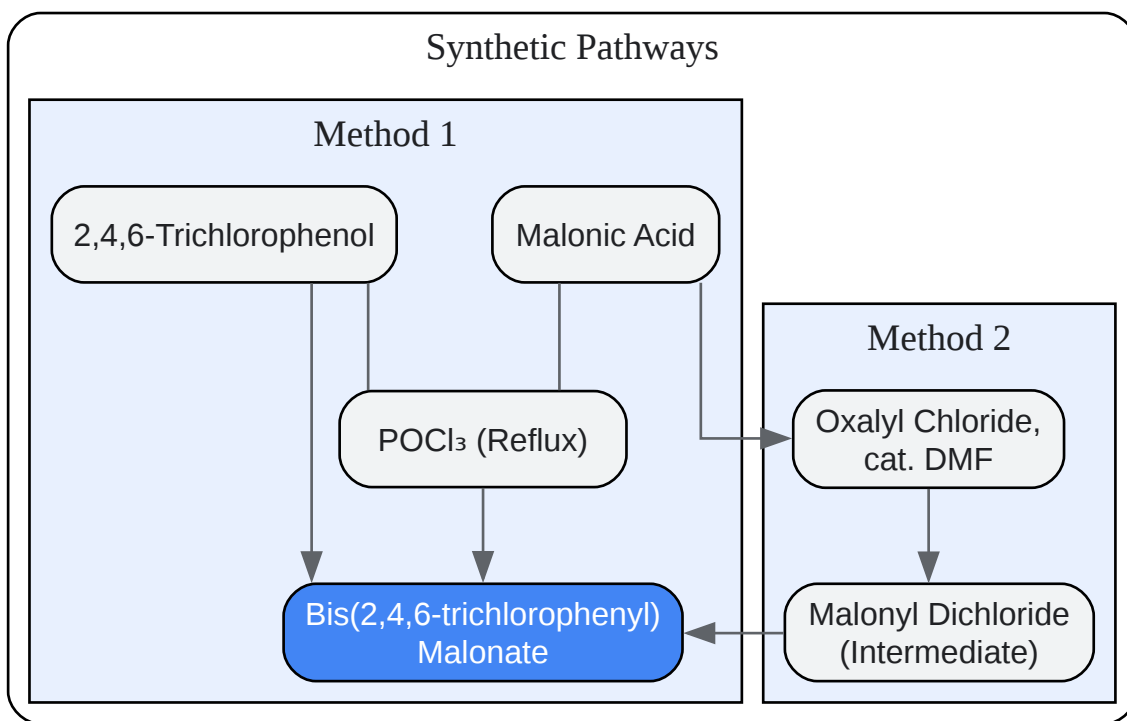 Synthetic Pathways
Method 1
2,4,6-Trichlorophenol
Malonic Acid
POCl₃ (Reflux)
Bis(2,4,6-trichlorophenyl)
Malonate
Method 2
Oxalyl Chloride,
cat. DMF
Malonyl Dichloride
(Intermediate)